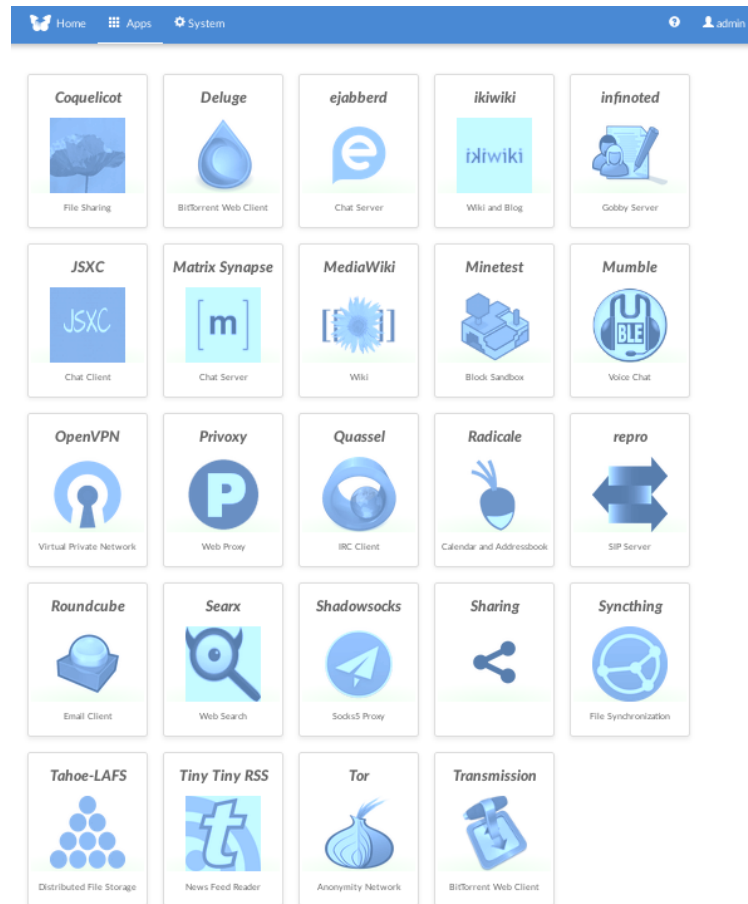 Home Apps System admin
Coquelicot Deluge ejabberd ikiwiki infinoted
ikiwiki
File Sharing BitTorrent Web Client Chat Server Wiki and Blog Gobby Server
JSXC Matrix Synapse MediaWiki Minetest Mumble
JSXC [m] [[ ]] BLE
Chat Client Chat Server Wiki Block Sandbox Voice Chat
OpenVPN Privoxy Quassel Radicale repro
P
Virtual Private Network Web Proxy IRC Client Calendar and Addressbook SIP Server
Roundcube Searx Shadowsocks Sharing Syncthing
Email Client Web Search Socks5 Proxy File Synchronization
Tahoe-LAFS Tiny Tiny RSS Tor Transmission
t
Distributed File Storage News Feed Reader Anonymity Network BitTorrent Web Client